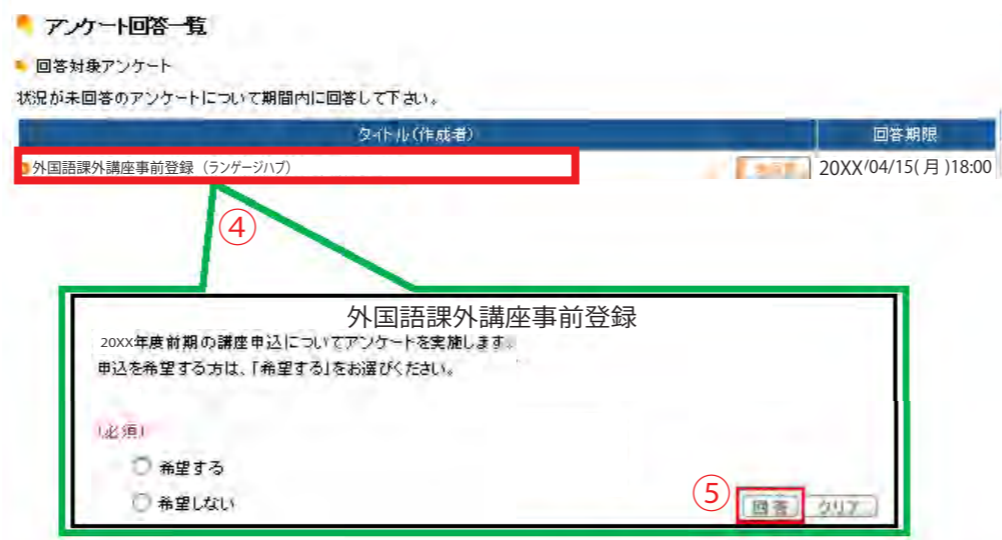 アンケート回答一覧
回答対象アンケート
状況が未回答のアンケートについて期間内に回答して下さい。
タイトル(作成者) 回答期限
外国語課外講座事前登録（ランゲージハブ） 20XX/04/15(月)18:00
④
外国語課外講座事前登録
20XX年度前期の講座申込についてアンケートを実施します。
申込を希望する方は、「希望する」をお選びください。
(必須)
希望する
希望しない
⑤ 回答 クリア